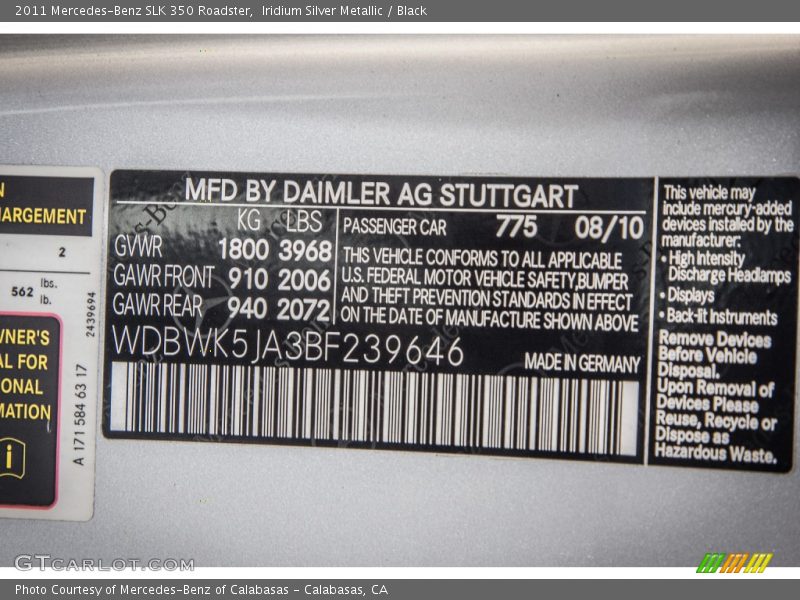 2011 Mercedes-Benz SLK 350 Roadster,  Iridium Silver Metallic / Black
N
HARGEMENT
2
562 lbs.
lb.
WNER'S
AL FOR
IONAL
MATION
i
2439694
A 171 584 63 17
MFD BY DAIMLER AG STUTTGART
KG LBS
GVWR 1800 3968
GAWR FRONT 910 2006
GAWR REAR 940 2072
PASSENGER CAR 775 08/10
THIS VEHICLE CONFORMS TO ALL APPLICABLE
U.S. FEDERAL MOTOR VEHICLE SAFETY,BUMPER
AND THEFT PREVENTION STANDARDS IN EFFECT
ON THE DATE OF MANUFACTURE SHOWN ABOVE
WDBWK5JA3BF239646
MADE IN GERMANY
This vehicle may
include mercury-added
devices installed by the
manufacturer:
• High Intensity
Discharge Headlamps
• Displays
• Back-lit Instruments
Remove Devices
Before Vehicle
Disposal.
Upon Removal of
Devices Please
Reuse, Recycle or
Dispose as
Hazardous Waste.
GTcarlot.com
Photo Courtesy of Mercedes-Benz of Calabasas - Calabasas, CA